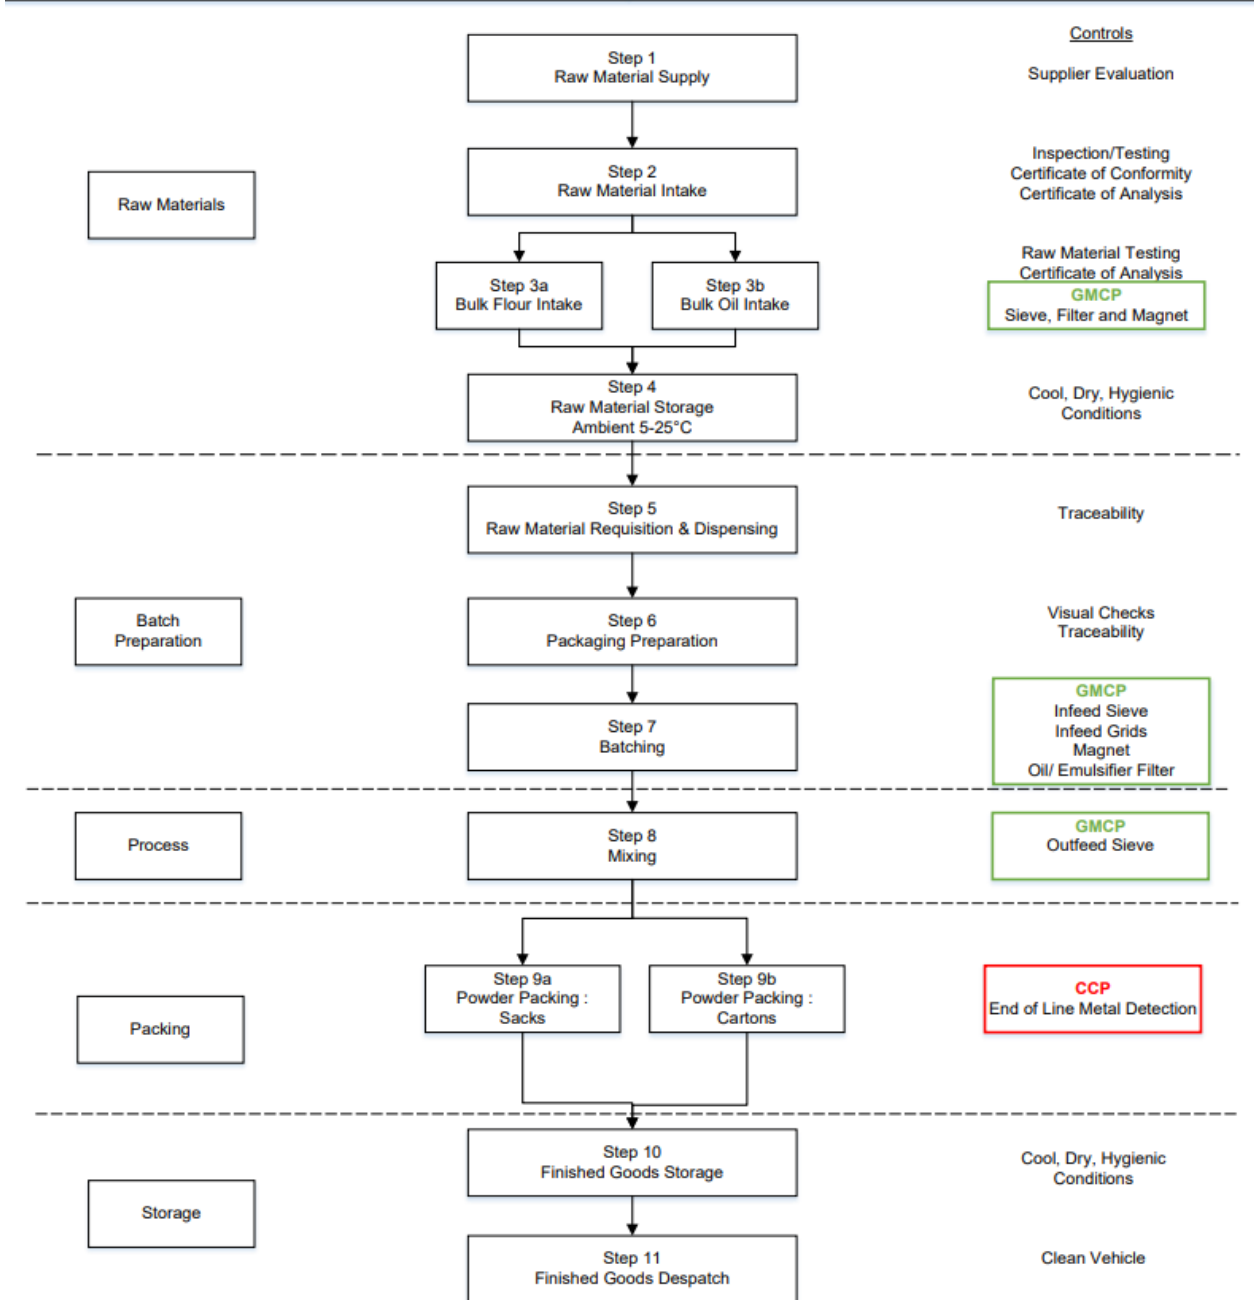 Controls
Step 1
Raw Material Supply
Supplier Evaluation
Raw Materials
Step 2
Raw Material Intake
Inspection/Testing
Certificate of Conformity
Certificate of Analysis
Step 3a
Bulk Flour Intake
Step 3b
Bulk Oil Intake
Raw Material Testing
Certificate of Analysis
GMCP
Sieve, Filter and Magnet
Step 4
Raw Material Storage
Ambient 5-25°C
Cool, Dry, Hygienic
Conditions
Step 5
Raw Material Requisition & Dispensing
Traceability
Batch
Preparation
Step 6
Packaging Preparation
Visual Checks
Traceability
Step 7
Batching
GMCP
Infeed Sieve
Infeed Grids
Magnet
Oil/ Emulsifier Filter
Process
Step 8
Mixing
GMCP
Outfeed Sieve
Packing
Step 9a
Powder Packing :
Sacks
Step 9b
Powder Packing :
Cartons
CCP
End of Line Metal Detection
Storage
Step 10
Finished Goods Storage
Cool, Dry, Hygienic
Conditions
Step 11
Finished Goods Despatch
Clean Vehicle